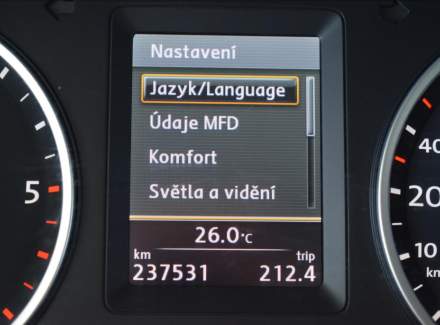 Nastavení
Jazyk/Language
Údaje MFD
Komfort
Světla a vidění
26.0°C
km trip
237531 212.4
5
40
20
10
km